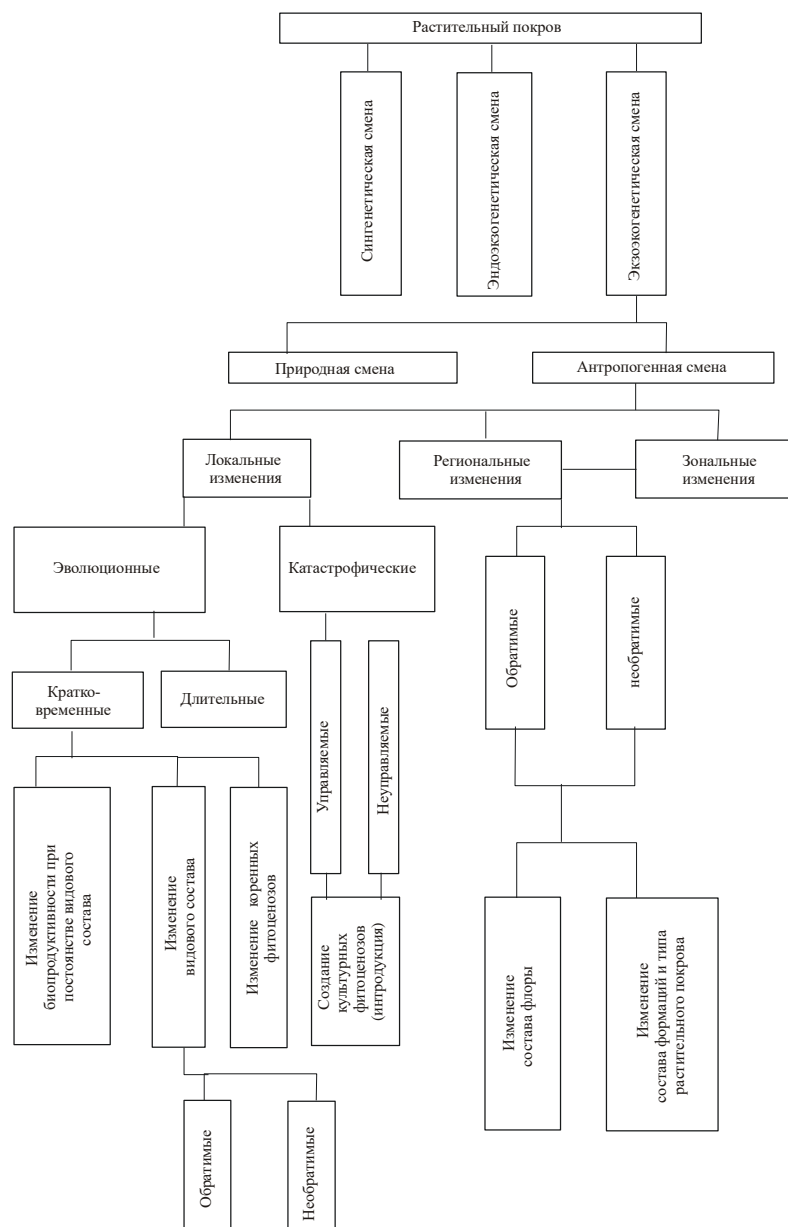 Растительный покров
Сингенетическая смена
Эндоэкзогенетическая смена
Экзоэкогенетическая смена
Природная смена
Антропогенная смена
Локальные
изменения
Региональные
изменения
Зональные
изменения
Эволюционные
Катастрофические
Обратимые
необратимые
Кратко-
временные
Длительные
Управляемые
Неуправляемые
Изменение
биопродуктивности при
постоянстве видового
состава
Изменение
видового состава
Изменение коренных
фитоценозов
Создание
культурных
фитоценозов
(интродукция)
Изменение
состава флоры
Изменение
состава формаций и типа
растительного покрова
Обратимые
Необратимые